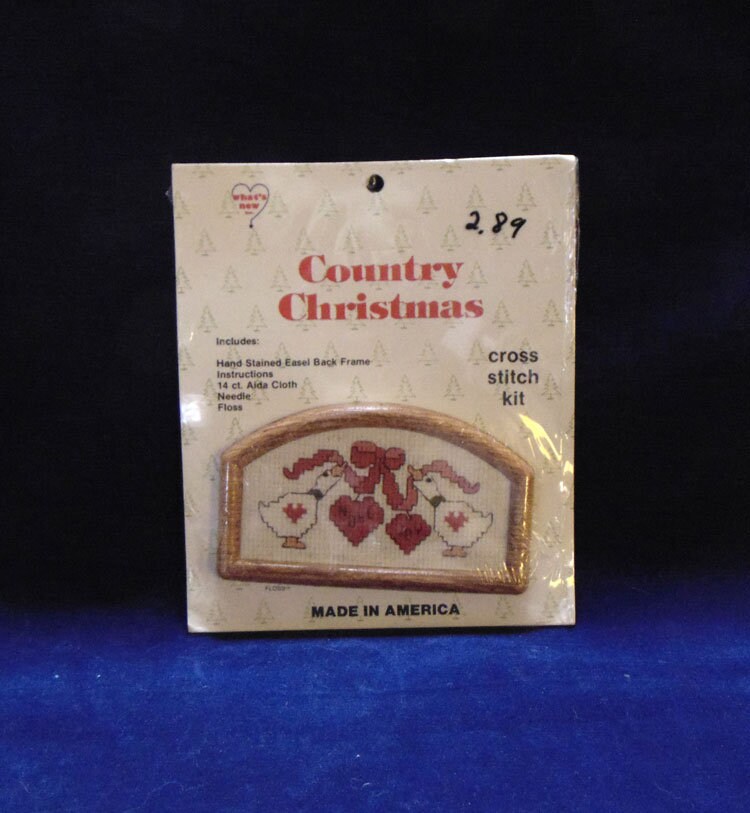 what's
new
2.89
Country
Christmas
Includes:
Hand Stained Easel Back Frame
Instructions
14 ct. Aida Cloth
Needle
Floss
cross
stitch
kit
MADE IN AMERICA